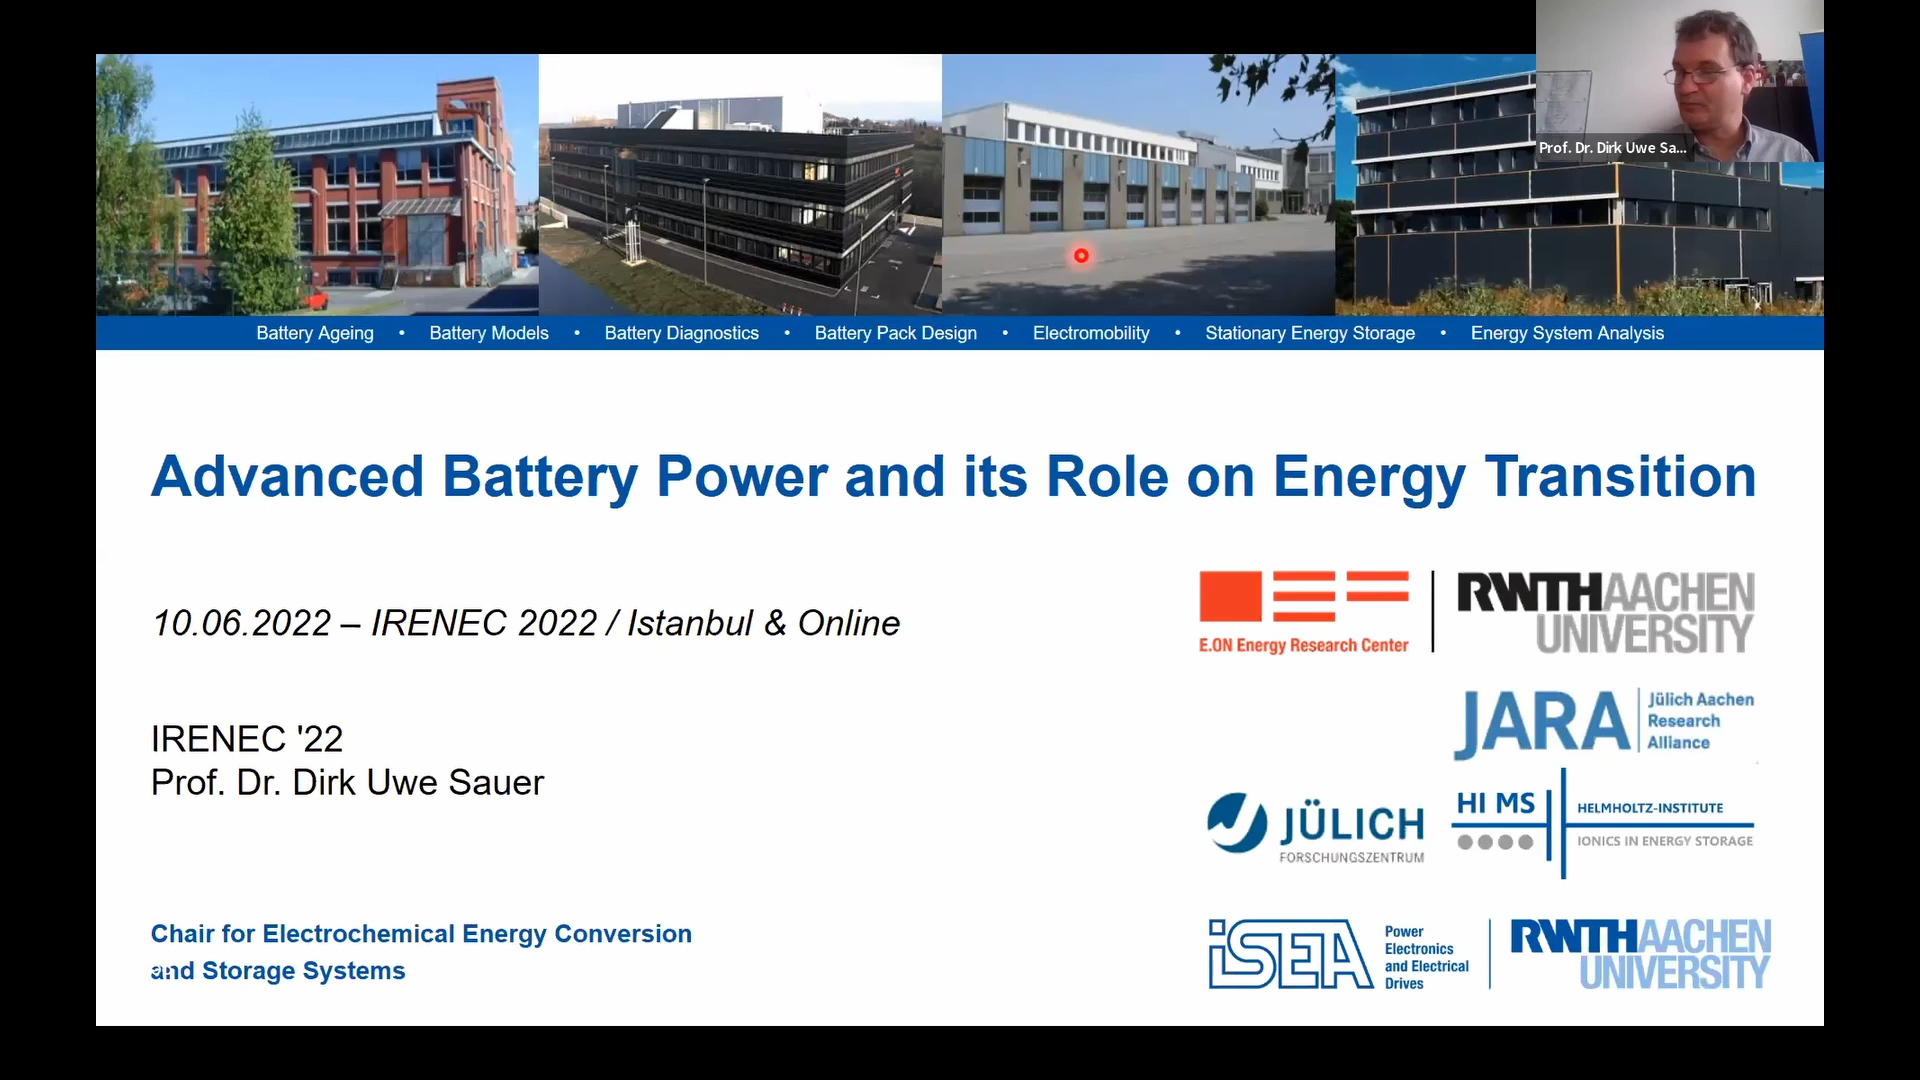 Prof. Dr. Dirk Uwe Sa...
Battery Ageing • Battery Models • Battery Diagnostics • Battery Pack Design • Electromobility • Stationary Energy Storage • Energy System Analysis
Advanced Battery Power and its Role on Energy Transition
10.06.2022 – IRENEC 2022 / Istanbul & Online
IRENEC '22
Prof. Dr. Dirk Uwe Sauer
Chair for Electrochemical Energy Conversion
and Storage Systems
E.ON Energy Research Center
RWTH AACHEN
UNIVERSITY
JARA
Jülich Aachen
Research
Alliance
JÜLICH
FORSCHUNGSZENTRUM
HI MS
HELMHOLTZ-INSTITUTE
IONICS IN ENERGY STORAGE
iSEA
Power
Electronics
and Electrical
Drives
RWTH AACHEN
UNIVERSITY